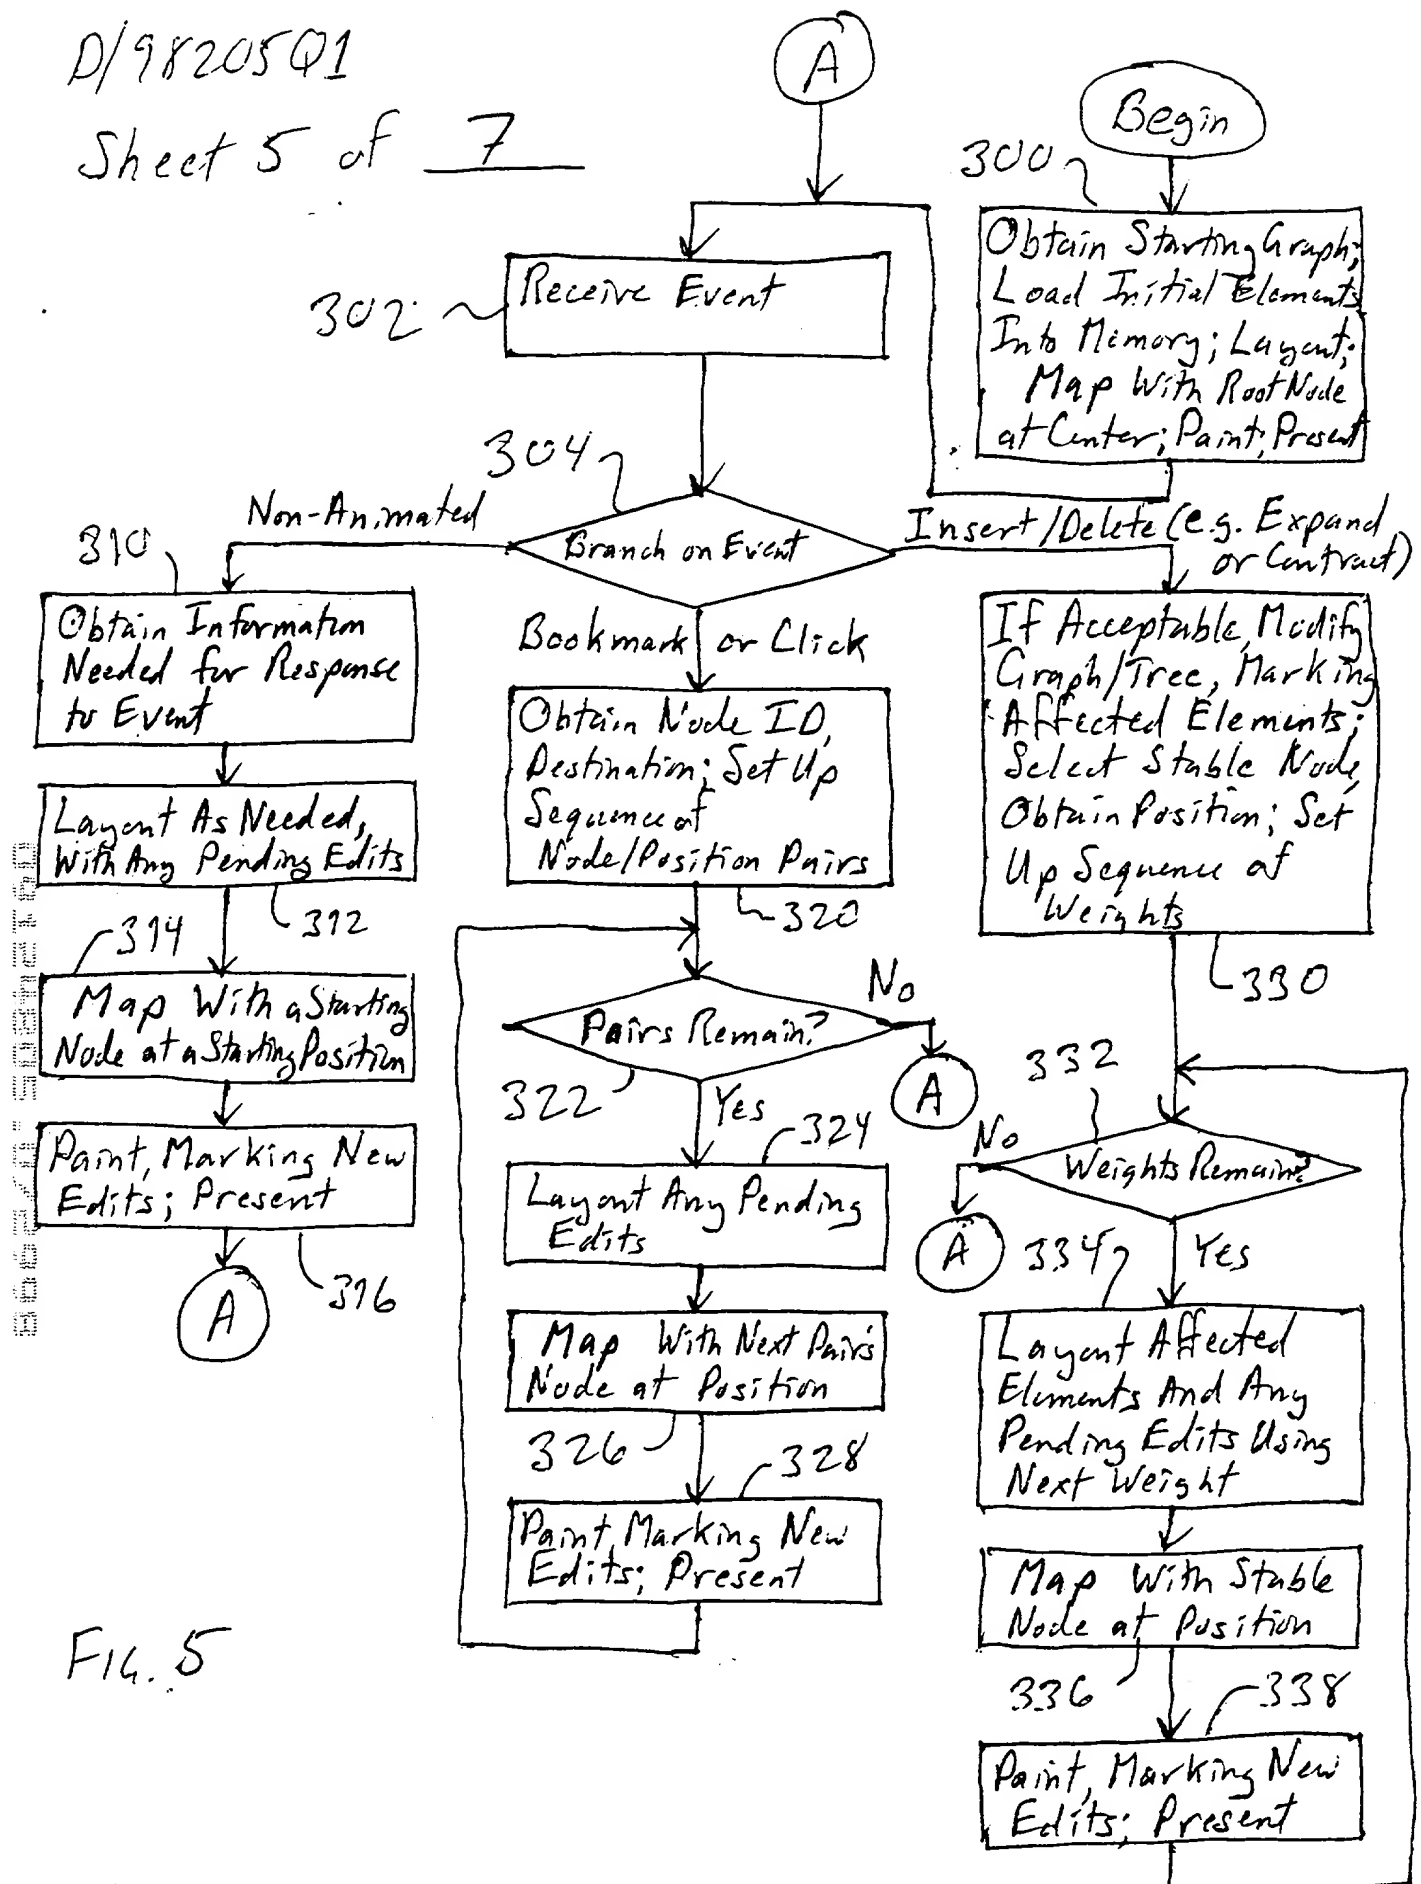 D/98205Q1
Sheet 5 of 7
A
Begin
300
Obtain Starting Graph;
Load Initial Elements
Into Memory; Layout;
Map With Root Node
at Center; Paint; Present
302
Receive Event
304
Branch on Event
Non-Animated
Insert/Delete (e.g. Expand
or Contract)
Bookmark or Click
310
Obtain Information
Needed for Response
to Event
Layout As Needed,
With Any Pending Edits
312
314
Map With a Starting
Node at a Starting Position
Paint, Marking New
Edits; Present
316
A
Obtain Node ID,
Destination; Set Up
Sequence of
Node/Position Pairs
320
Pairs Remain?
No
A
322
Yes
324
Layout Any Pending
Edits
Map With Next Pair's
Node at Position
326
328
Paint, Marking New
Edits; Present
If Acceptable, Modify
Graph/Tree, Marking
Affected Elements;
Select Stable Node,
Obtain Position; Set
Up Sequence of
Weights
330
332
No
Weights Remain?
A
334
Yes
Layout Affected
Elements And Any
Pending Edits Using
Next Weight
Map With Stable
Node at Position
336
338
Paint, Marking New
Edits; Present
FIG. 5